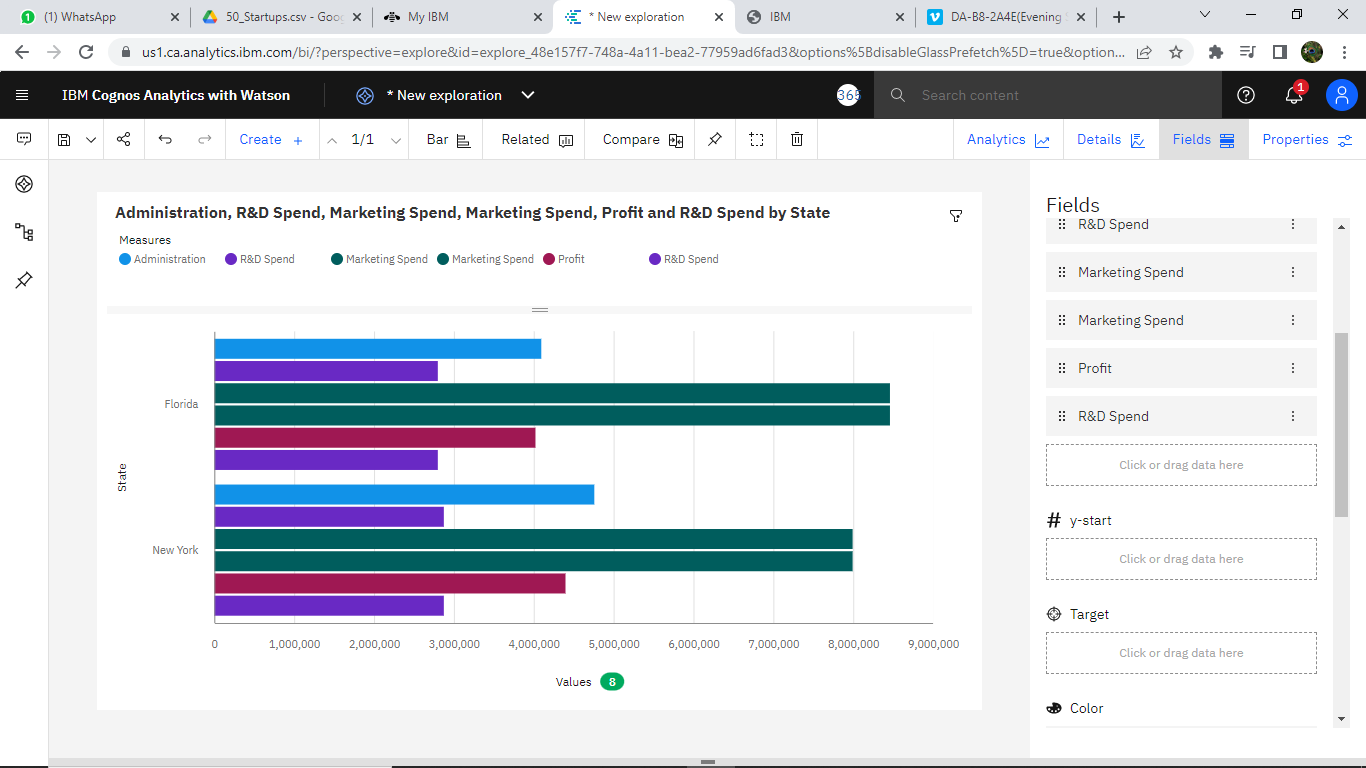 (1) WhatsApp
50_Startups.csv - Goo
My IBM
* New exploration
IBM
DA-B8-2A4E(Evening
us1.ca.analytics.ibm.com/bi/?perspective=explore&id=explore_48e157f7-748a-4a11-bea2-77959ad6fad3&options%5BdisableGlassPrefetch%5D=true&option...
IBM Cognos Analytics with Watson
* New exploration
365
Search content
1
Create +
1/1
Bar
Related
Compare
Analytics
Details
Fields
Properties
Administration, R&D Spend, Marketing Spend, Marketing Spend, Profit and R&D Spend by State
Measures
Administration R&D Spend Marketing Spend Marketing Spend Profit R&D Spend
State
Florida
New York
0 1,000,000 2,000,000 3,000,000 4,000,000 5,000,000 6,000,000 7,000,000 8,000,000 9,000,000
Values 8
Fields
R&D Spend
Marketing Spend
Marketing Spend
Profit
R&D Spend
Click or drag data here
# y-start
Click or drag data here
Target
Click or drag data here
Color